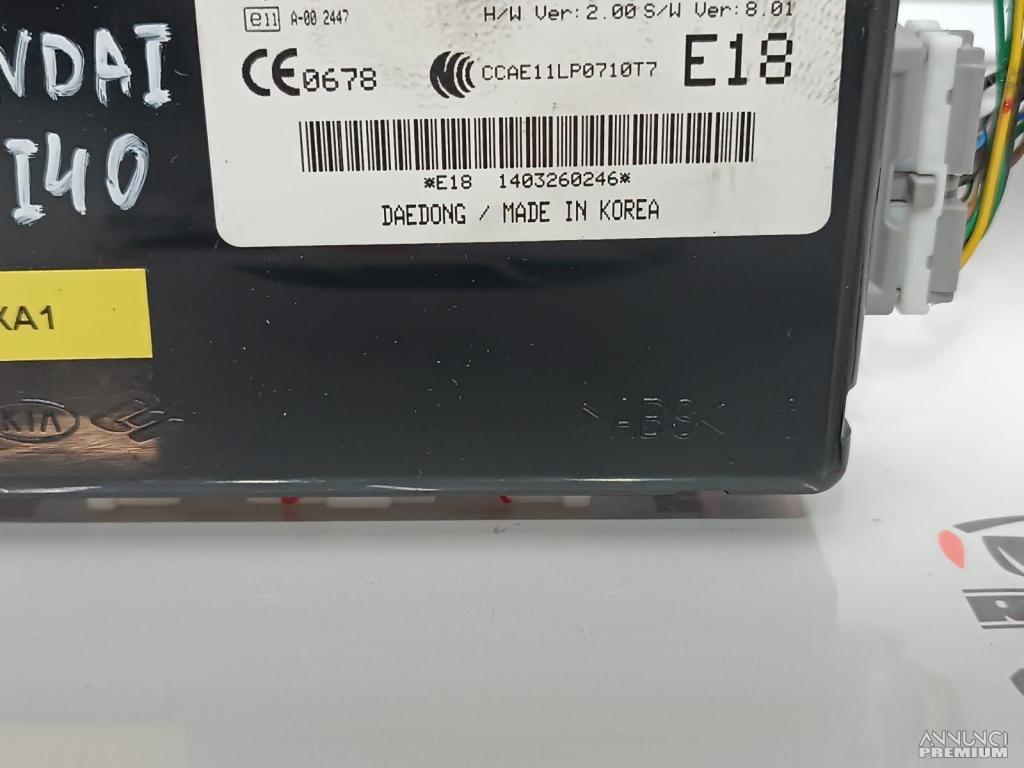 e11 A-00 2447
H/W Ver:2.00 S/W Ver:8.01
NDAI
I40
CE0678
CCAE11LP0710T7
E18
*E18 1403260246*
DAEDONG / MADE IN KOREA
XA1
KIA
>ABS< 1
ANNUNCI
PREMIUM